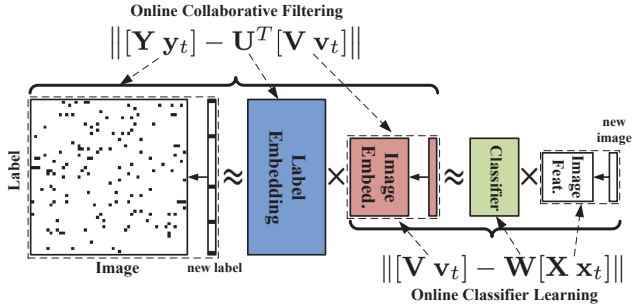 Online Collaborative Filtering
‖[Y y_t] − U^T[V v_t]‖
new image
Label
≈
Label Embedding
×
Image Embed.
≈
Classifier
×
Image Feat.
Image
new label
‖[V v_t] − W[X x_t]‖
Online Classifier Learning